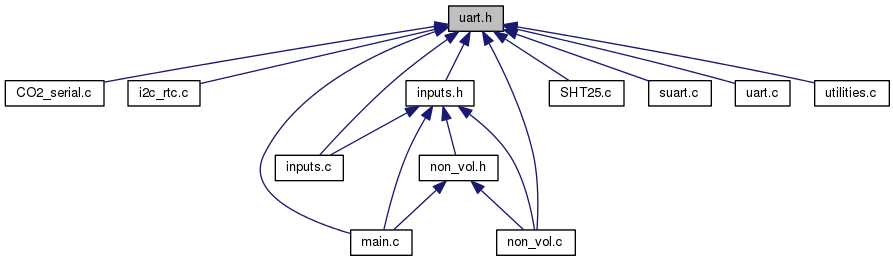 uart.h
CO2_serial.c
i2c_rtc.c
inputs.h
SHT25.c
suart.c
uart.c
utilities.c
inputs.c
non_vol.h
main.c
non_vol.c